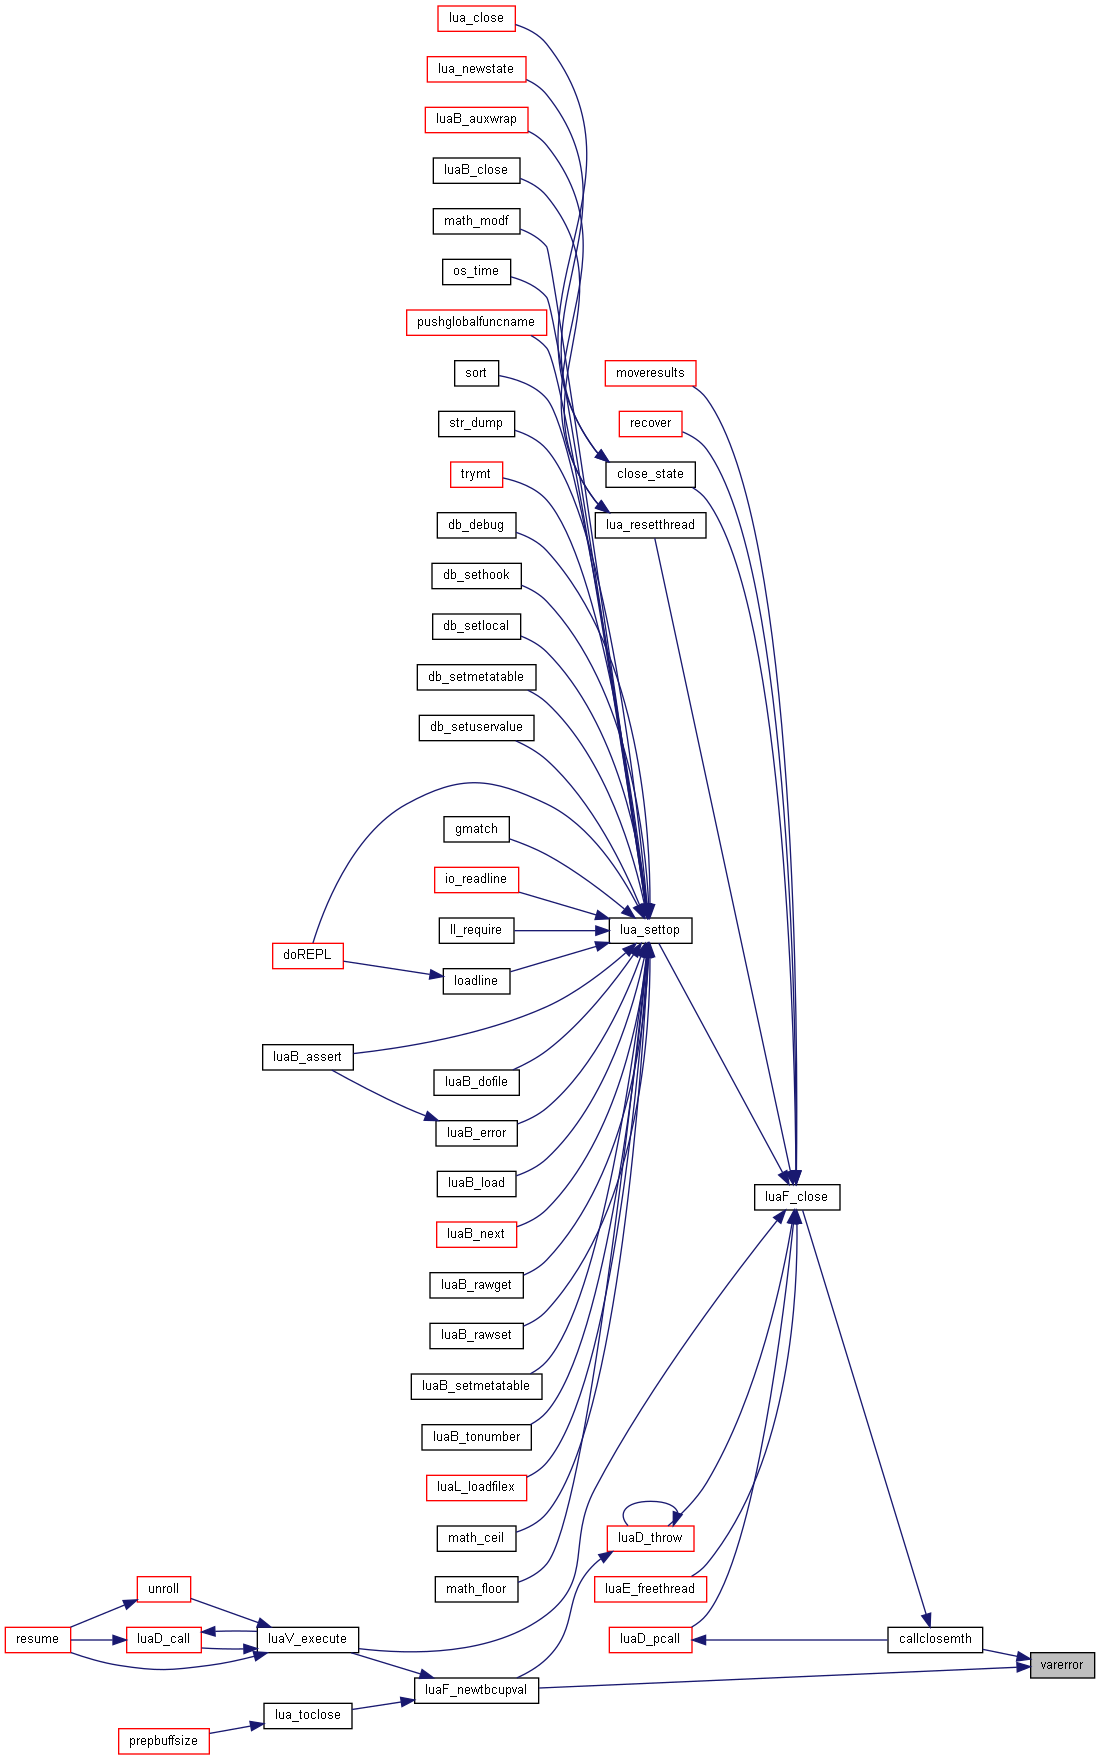 lua_close
lua_newstate
luaB_auxwrap
luaB_close
math_modf
os_time
pushglobalfuncname
sort
moveresults
str_dump
recover
trymt
close_state
db_debug
lua_resetthread
db_sethook
db_setlocal
db_setmetatable
db_setuservalue
gmatch
io_readline
ll_require
lua_settop
doREPL
loadline
luaB_assert
luaB_dofile
luaB_error
luaB_load
luaF_close
luaB_next
luaB_rawget
luaB_rawset
luaB_setmetatable
luaB_tonumber
luaL_loadfilex
math_ceil
luaD_throw
math_floor
luaE_freethread
unroll
resume
luaD_call
luaV_execute
luaD_pcall
callclosemth
varerror
luaF_newtbcupval
lua_toclose
prepbuffsize